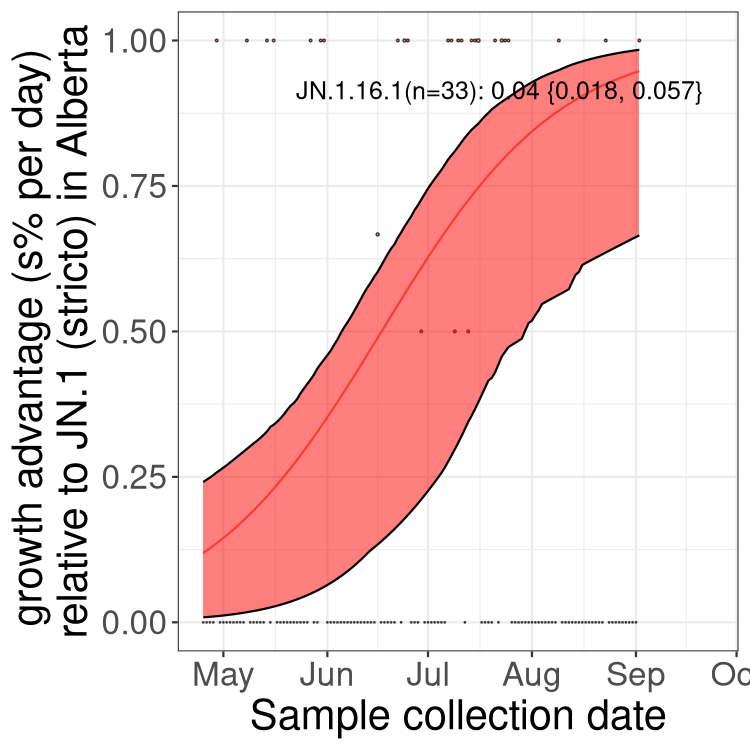 growth advantage (s% per day)
relative to JN.1 (stricto) in Alberta
1.00
0.75
0.50
0.25
0.00
JN.1.16.1(n=33): 0.04 {0.018, 0.057}
May Jun Jul Aug Sep Oc
Sample collection date